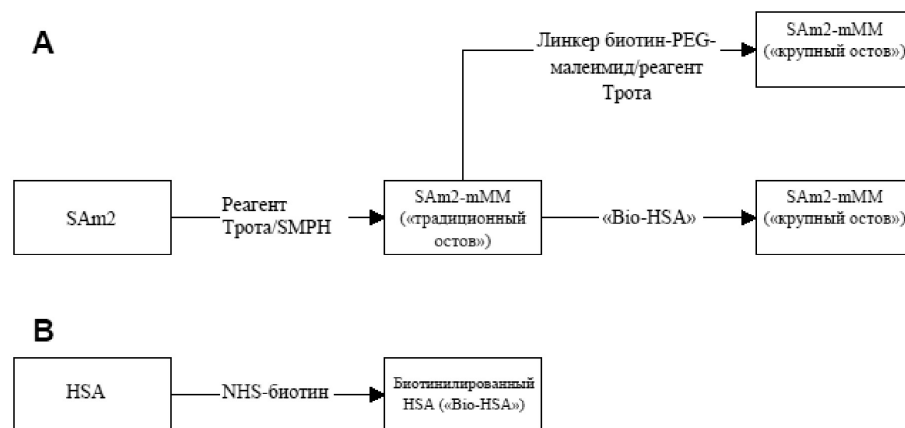 A
Линкер биотин-PEG-
малеимид/реагент
Трота
SAm2-mMM
(«крупный остов»)
SAm2
Реагент
Трота/SMPH
SAm2-mMM
(«традиционный
остов»)
«Bio-HSA»
SAm2-mMM
(«крупный остов»)
B
HSA
NHS-биотин
Биотинилированный
HSA («Bio-HSA»)